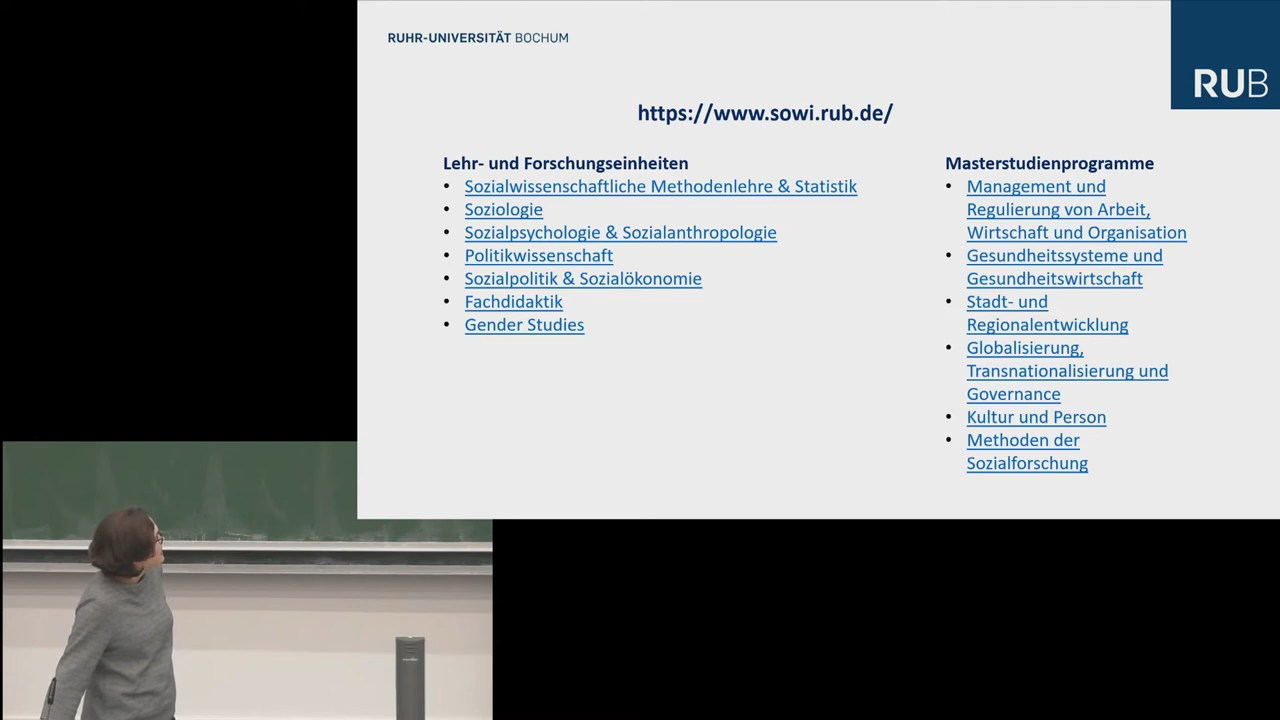 RUHR-UNIVERSITÄT BOCHUM
RUB
https://www.sowi.rub.de/
Lehr- und Forschungseinheiten
• Sozialwissenschaftliche Methodenlehre & Statistik
• Soziologie
• Sozialpsychologie & Sozialanthropologie
• Politikwissenschaft
• Sozialpolitik & Sozialökonomie
• Fachdidaktik
• Gender Studies
Masterstudienprogramme
• Management und
Regulierung von Arbeit,
Wirtschaft und Organisation
• Gesundheitssysteme und
Gesundheitswirtschaft
• Stadt- und
Regionalentwicklung
• Globalisierung,
Transnationalisierung und
Governance
• Kultur und Person
• Methoden der
Sozialforschung